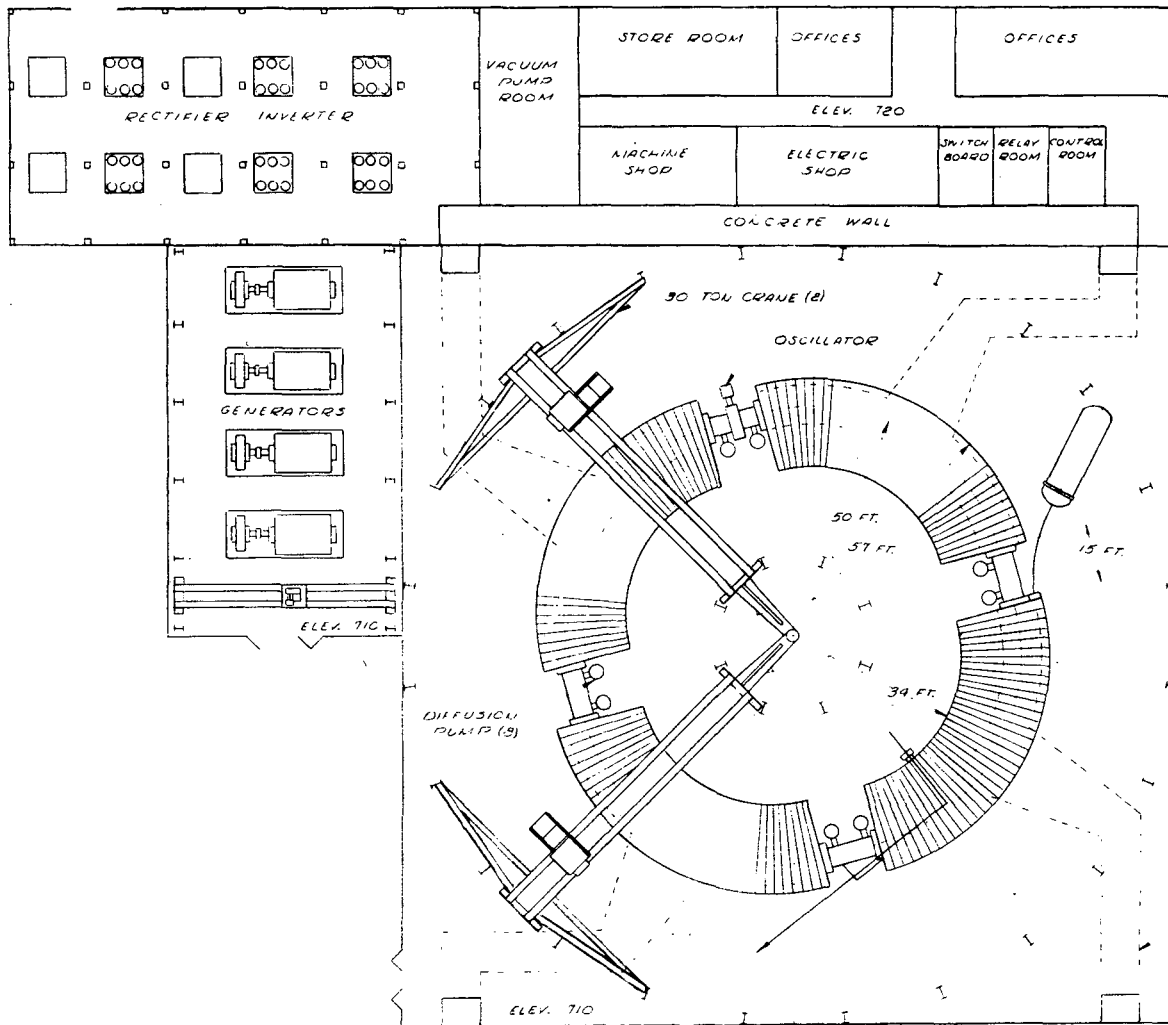 STORE ROOM
OFFICES
OFFICES
VACUUM
PUMP
ROOM
ELEV. 720
RECTIFIER INVERTER
MACHINE
SHOP
ELECTRIC
SHOP
SWITCH
BOARD
RELAY
ROOM
CONTROL
ROOM
CONCRETE WALL
30 TON CRANE (2)
OSCILLATOR
GENERATORS
50 FT.
57 FT.
15 FT.
ELEV. 710
34 FT.
DIFFUSION
PUMP (9)
ELEV. 710